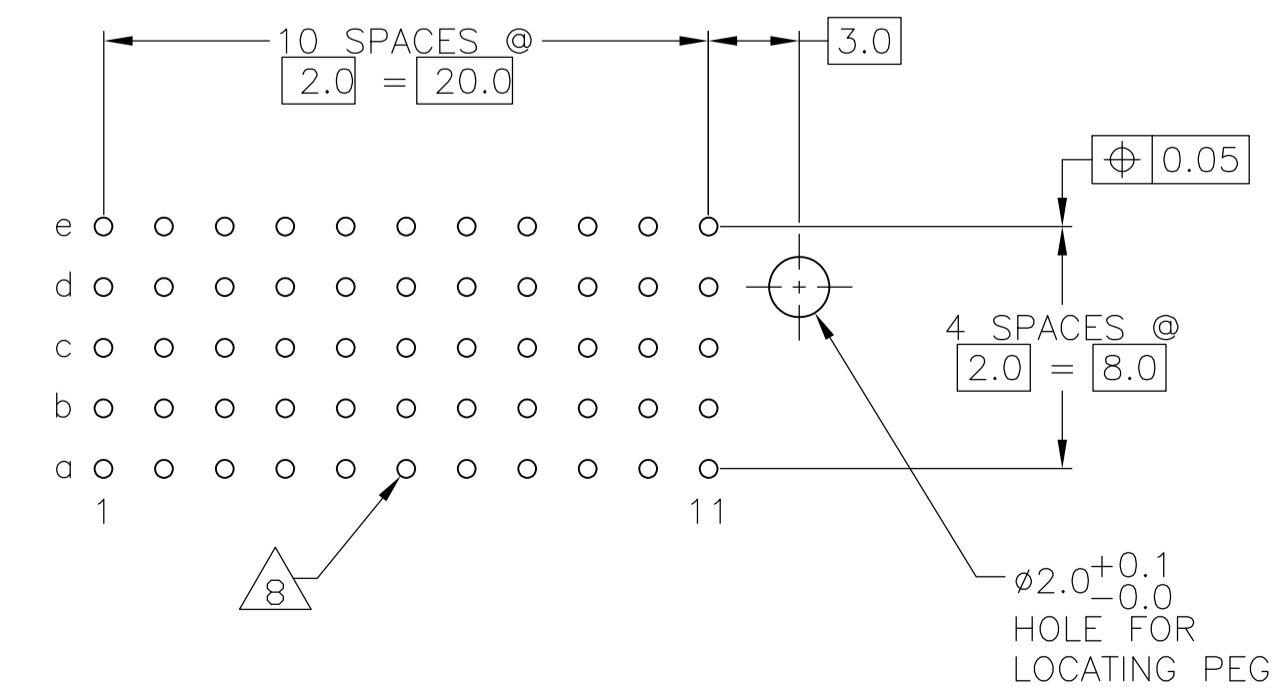 10 SPACES @
2.0 = 20.0
3.0
⌖ 0.05
e
d
c
b
a
1
11
4 SPACES @
2.0 = 8.0
8
⌀2.0 +0.1
-0.0
HOLE FOR
LOCATING PEG